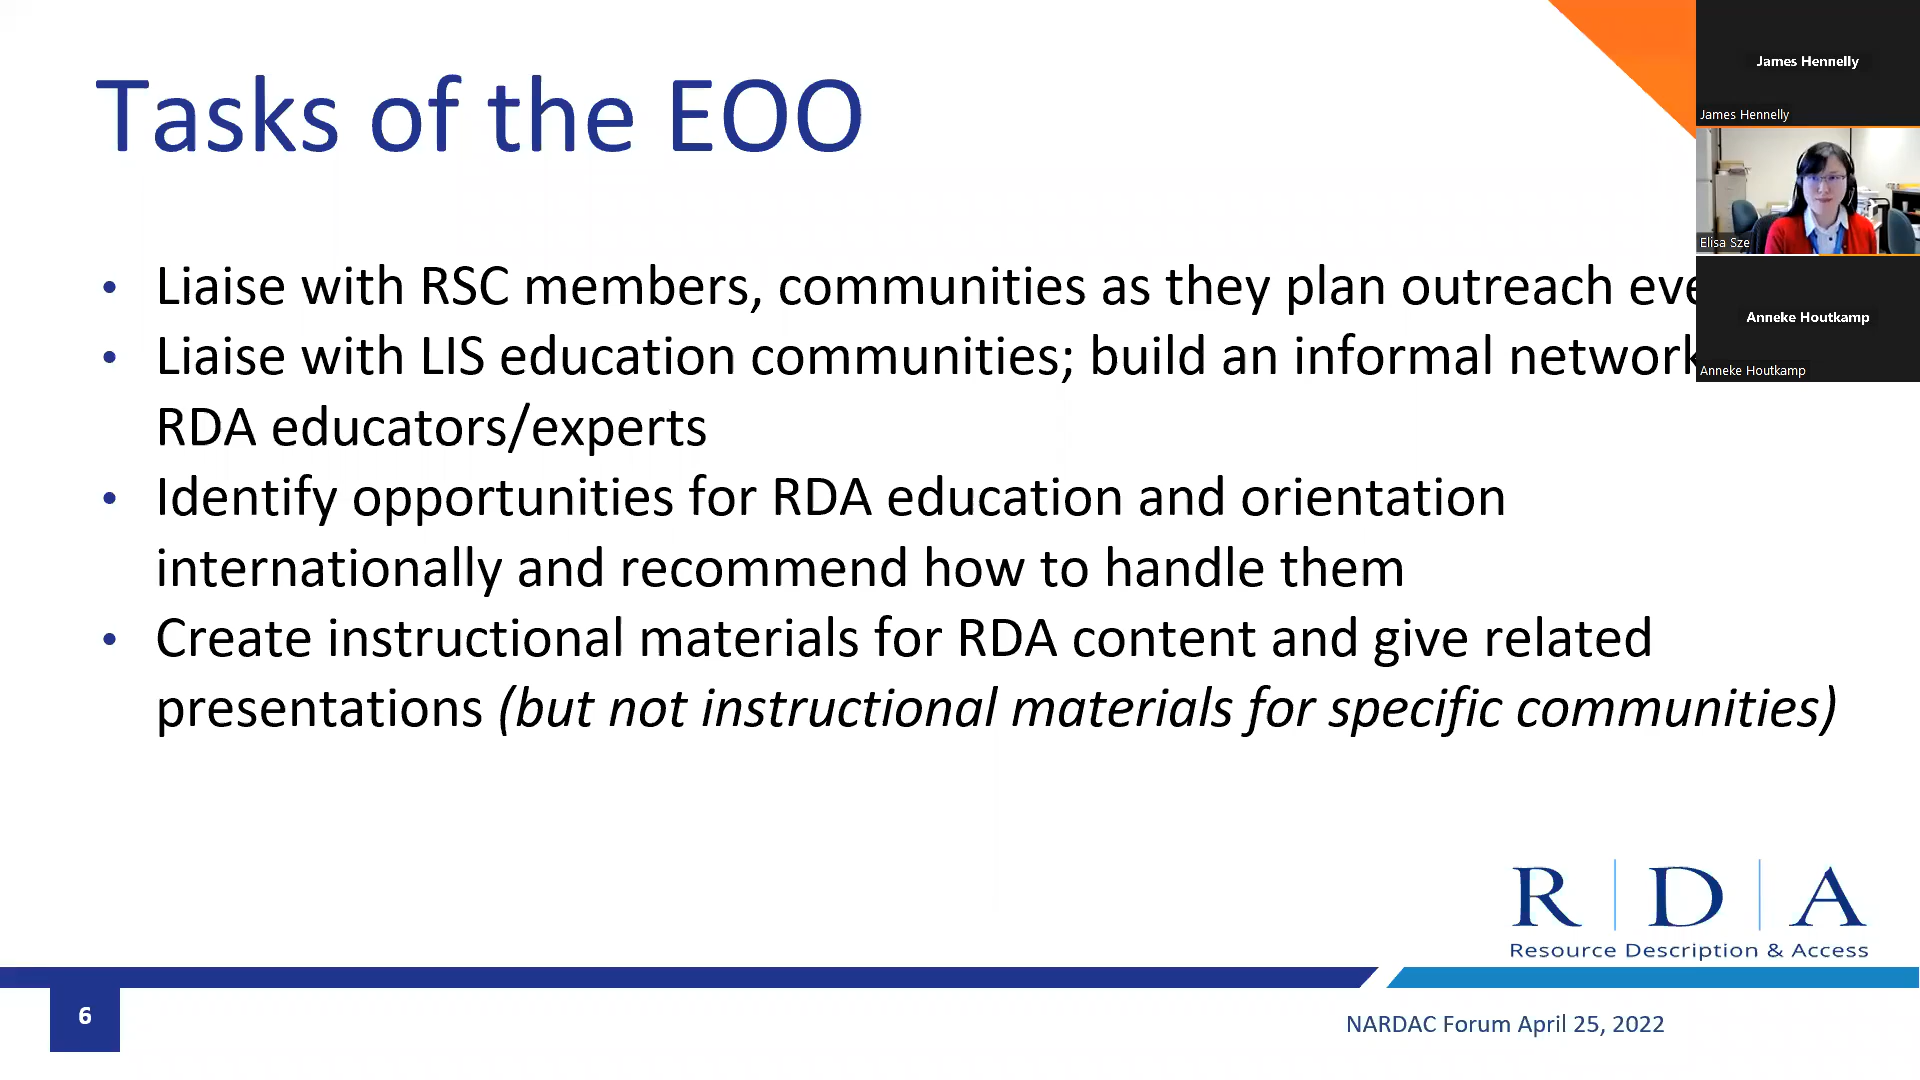 Tasks of the EOO
• Liaise with RSC members, communities as they plan outreach
• Liaise with LIS education communities; build an informal network
RDA educators/experts
• Identify opportunities for RDA education and orientation
internationally and recommend how to handle them
• Create instructional materials for RDA content and give related
presentations (but not instructional materials for specific communities)
James Hennelly
James Hennelly
Elisa Sze
Anneke Houtkamp
Anneke Houtkamp
R D A
Resource Description & Access
6
NARDAC Forum April 25, 2022